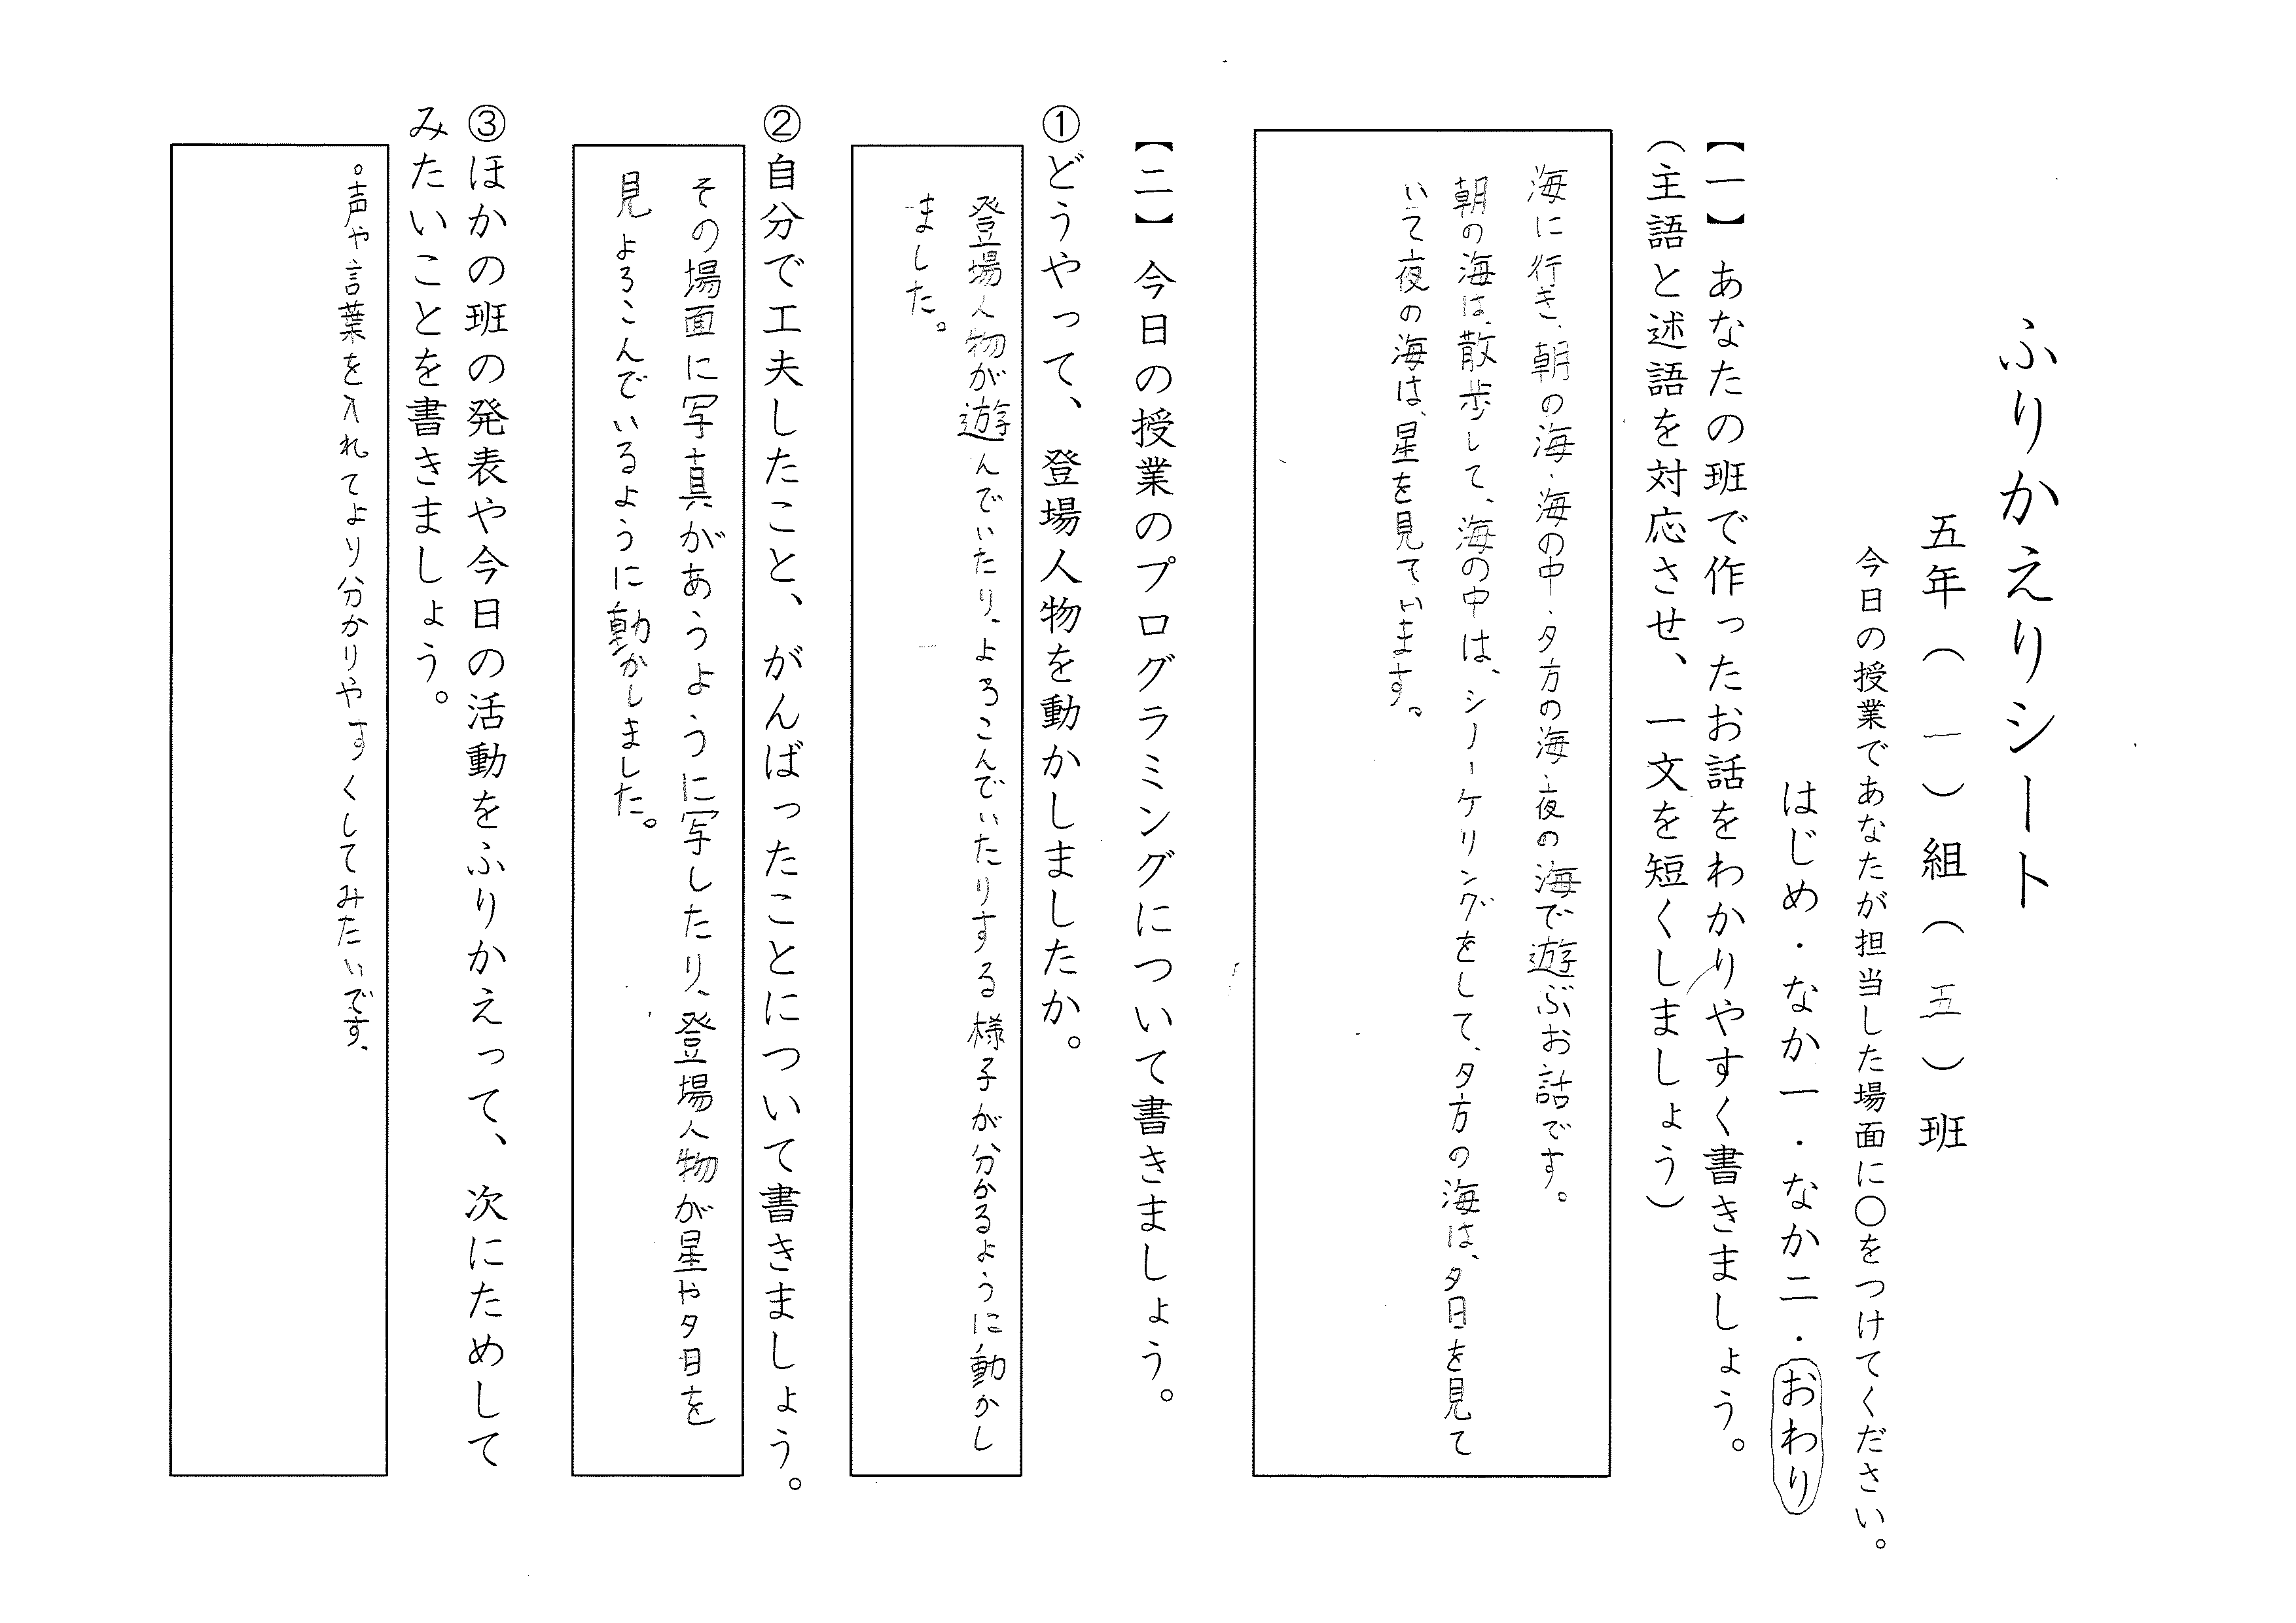 ふりかえりシート
五年（一）組（五）班
今日の授業であなたが担当した場面に〇をつけてください。
はじめ・なか一・なか二・おわり
【一】あなたの班で作ったお話をわかりやすく書きましょう。
（主語と述語を対応させ、一文を短くしましょう）
海に行き、朝の海・海の中・夕方の海・夜の海で遊ぶお話です。
朝の海は、散歩して、海の中は、シノーケリングをして、夕方の海は、夕日を見て
いて夜の海は、星を見ています。
【二】今日の授業のプログラミングについて書きましょう。
①どうやって、登場人物を動かしましたか。
登場人物が遊んでいたり、よろこんでいたりする様子が分かるように動かし
ました。
②自分で工夫したこと、がんばったことについて書きましょう。
その場面に写真があうように写したり、登場人物が星や夕日を
見よろこんでいるように動かしました。
③ほかの班の発表や今日の活動をふりかえって、次にためして
みたいことを書きましょう。
。声や言葉を入れてより分かりやすくしてみたいです、